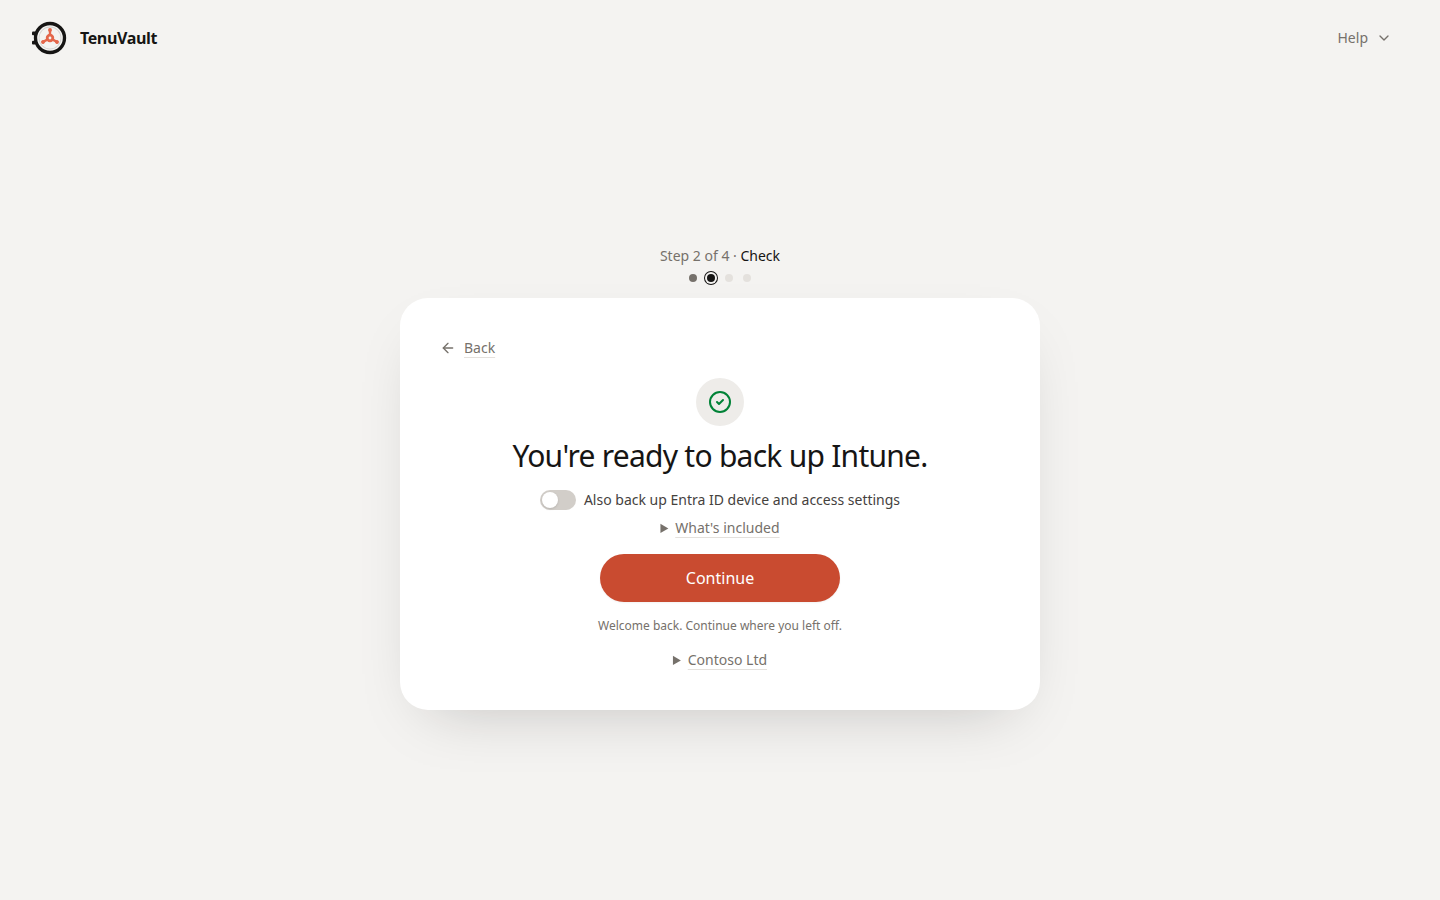 TenuVault
Help
Step 2 of 4 · Check
Back
You're ready to back up Intune.
Also back up Entra ID device and access settings
What's included
Continue
Welcome back. Continue where you left off.
Contoso Ltd